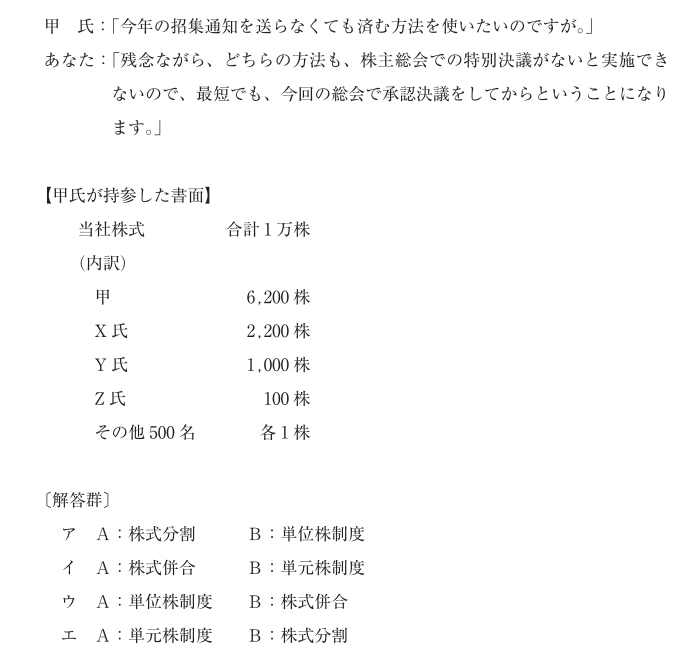 甲　氏：「今年の招集通知を送らなくても済む方法を使いたいのですが。」
あなた：「残念ながら、どちらの方法も、株主総会での特別決議がないと実施でき
ないので、最短でも、今回の総会で承認決議をしてからということになり
ます。」
【甲氏が持参した書面】
当社株式　合計１万株
（内訳）
甲　6,200 株
Ｘ氏　2,200 株
Ｙ氏　1,000 株
Ｚ氏　100 株
その他 500 名　各１株
〔解答群〕
ア　Ａ：株式分割　Ｂ：単位株制度
イ　Ａ：株式併合　Ｂ：単元株制度
ウ　Ａ：単位株制度　Ｂ：株式併合
エ　Ａ：単元株制度　Ｂ：株式分割